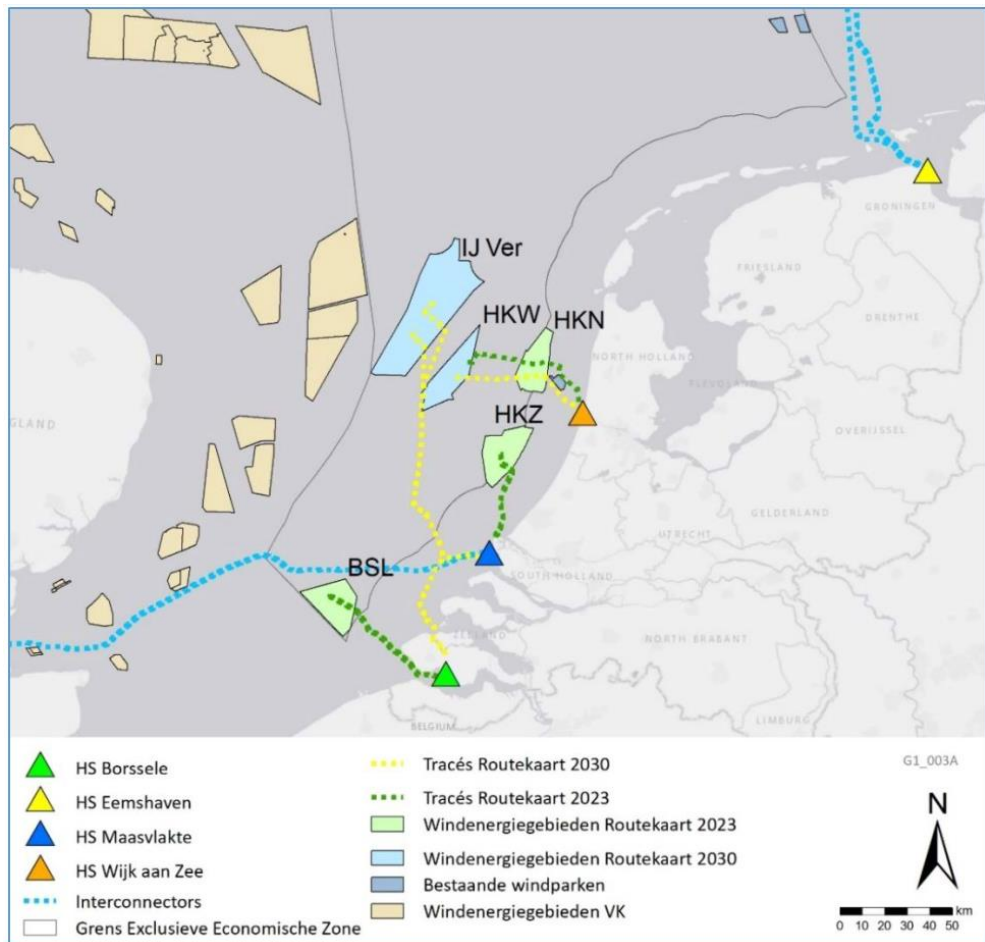 IJ Ver
HKW
HKN
HKZ
BSL
GRONINGEN
FRIESLAND
DRENTHE
NORTH HOLLAND
FLEVOLAND
OVERIJSSEL
GLAND
GELDERLAND
UTRECHT
SOUTH HOLLAND
ZEELAND
NORTH BRABANT
BELGIUM
LIMBURG
HS Borssele
HS Eemshaven
HS Maasvlakte
HS Wijk aan Zee
Interconnectors
Grens Exclusieve Economische Zone
Tracés Routekaart 2030
Tracés Routekaart 2023
Windenergiegebieden Routekaart 2023
Windenergiegebieden Routekaart 2030
Bestaande windparken
Windenergiegebieden VK
G1_003A
N
km
0 10 20 30 40 50